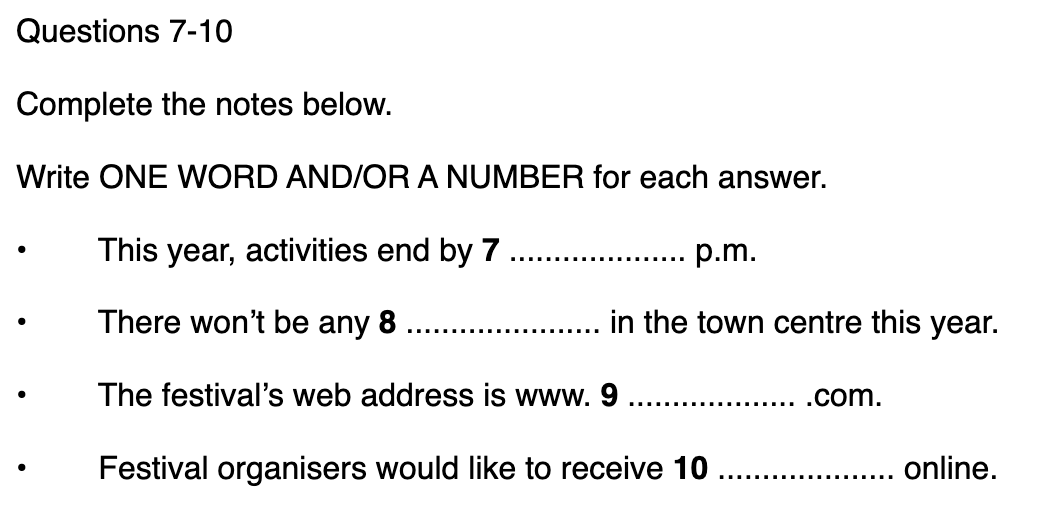 Questions 7-10
Complete the notes below.
Write ONE WORD AND/OR A NUMBER for each answer.
• This year, activities end by 7 .................... p.m.
• There won’t be any 8 ...................... in the town centre this year.
• The festival’s web address is www. 9 ................... .com.
• Festival organisers would like to receive 10 .................... online.